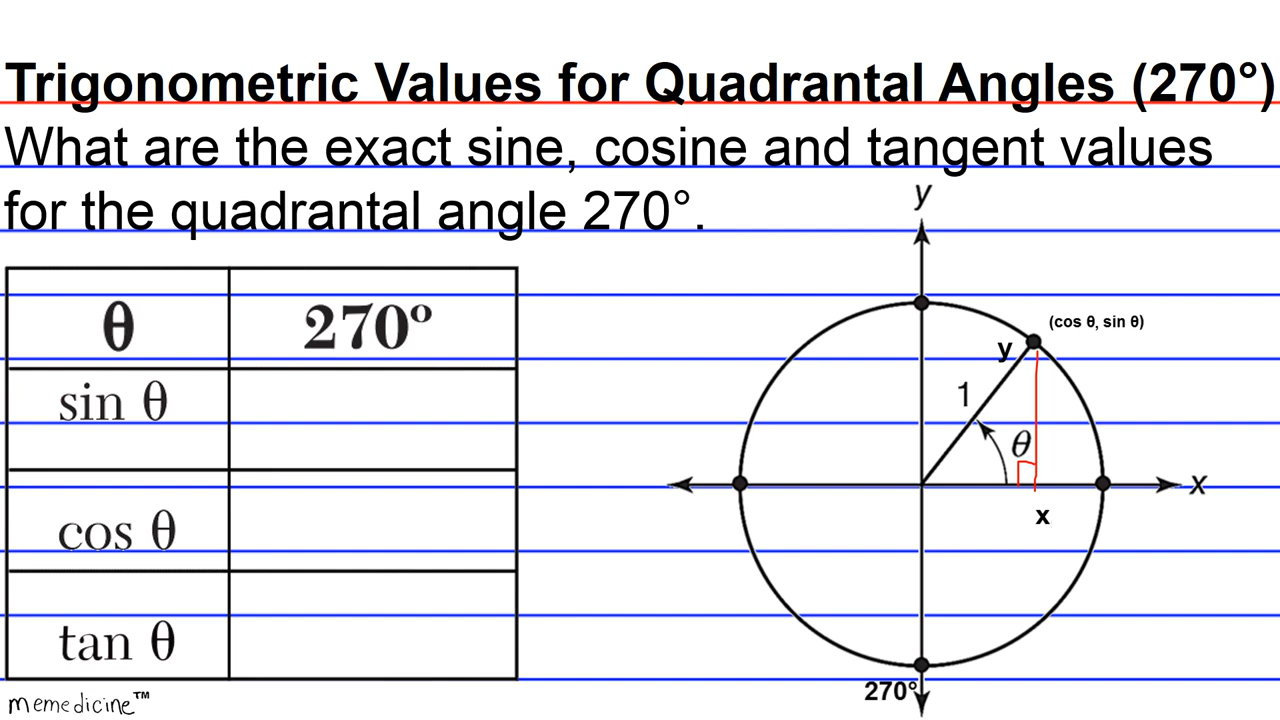 Trigonometric Values for Quadrantal Angles (270°)
What are the exact sine, cosine and tangent values
for the quadrantal angle 270°.
y
θ 270º
(cos θ, sin θ)
y
sin θ
1
θ
x
x
cos θ
tan θ
270°
memedicine™